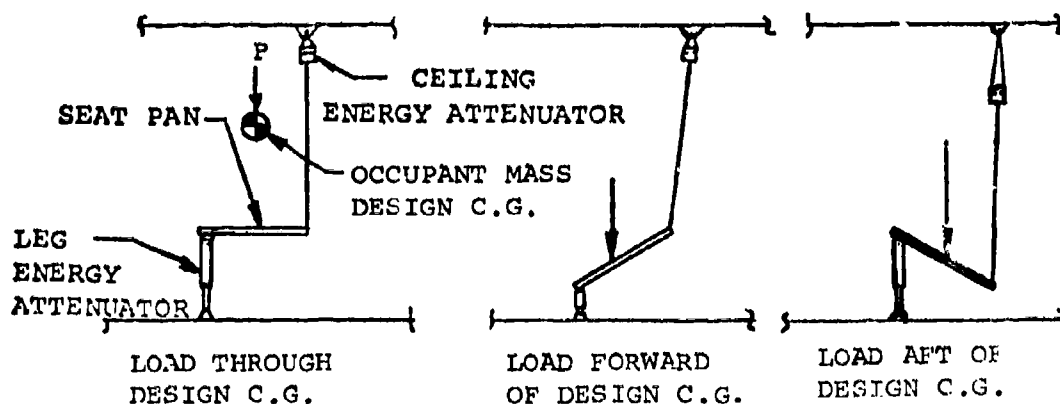 P
CEILING
ENERGY ATTENUATOR
SEAT PAN
OCCUPANT MASS
DESIGN C.G.
LEG
ENERGY
ATTENUATOR
LOAD THROUGH
DESIGN C.G.
LOAD FORWARD
OF DESIGN C.G.
LOAD AFT OF
DESIGN C.G.